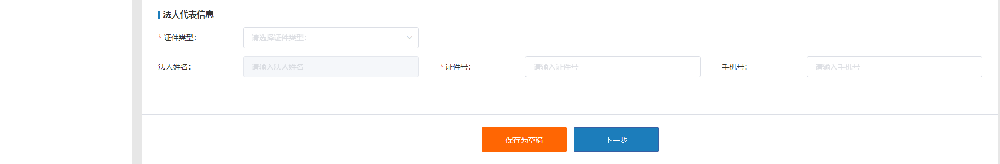 法人代表信息
* 证件类型：
请选择证件类型：
法人姓名：
请输入法人姓名
* 证件号：
请输入证件号
手机号：
请输入手机号
保存为草稿
下一步